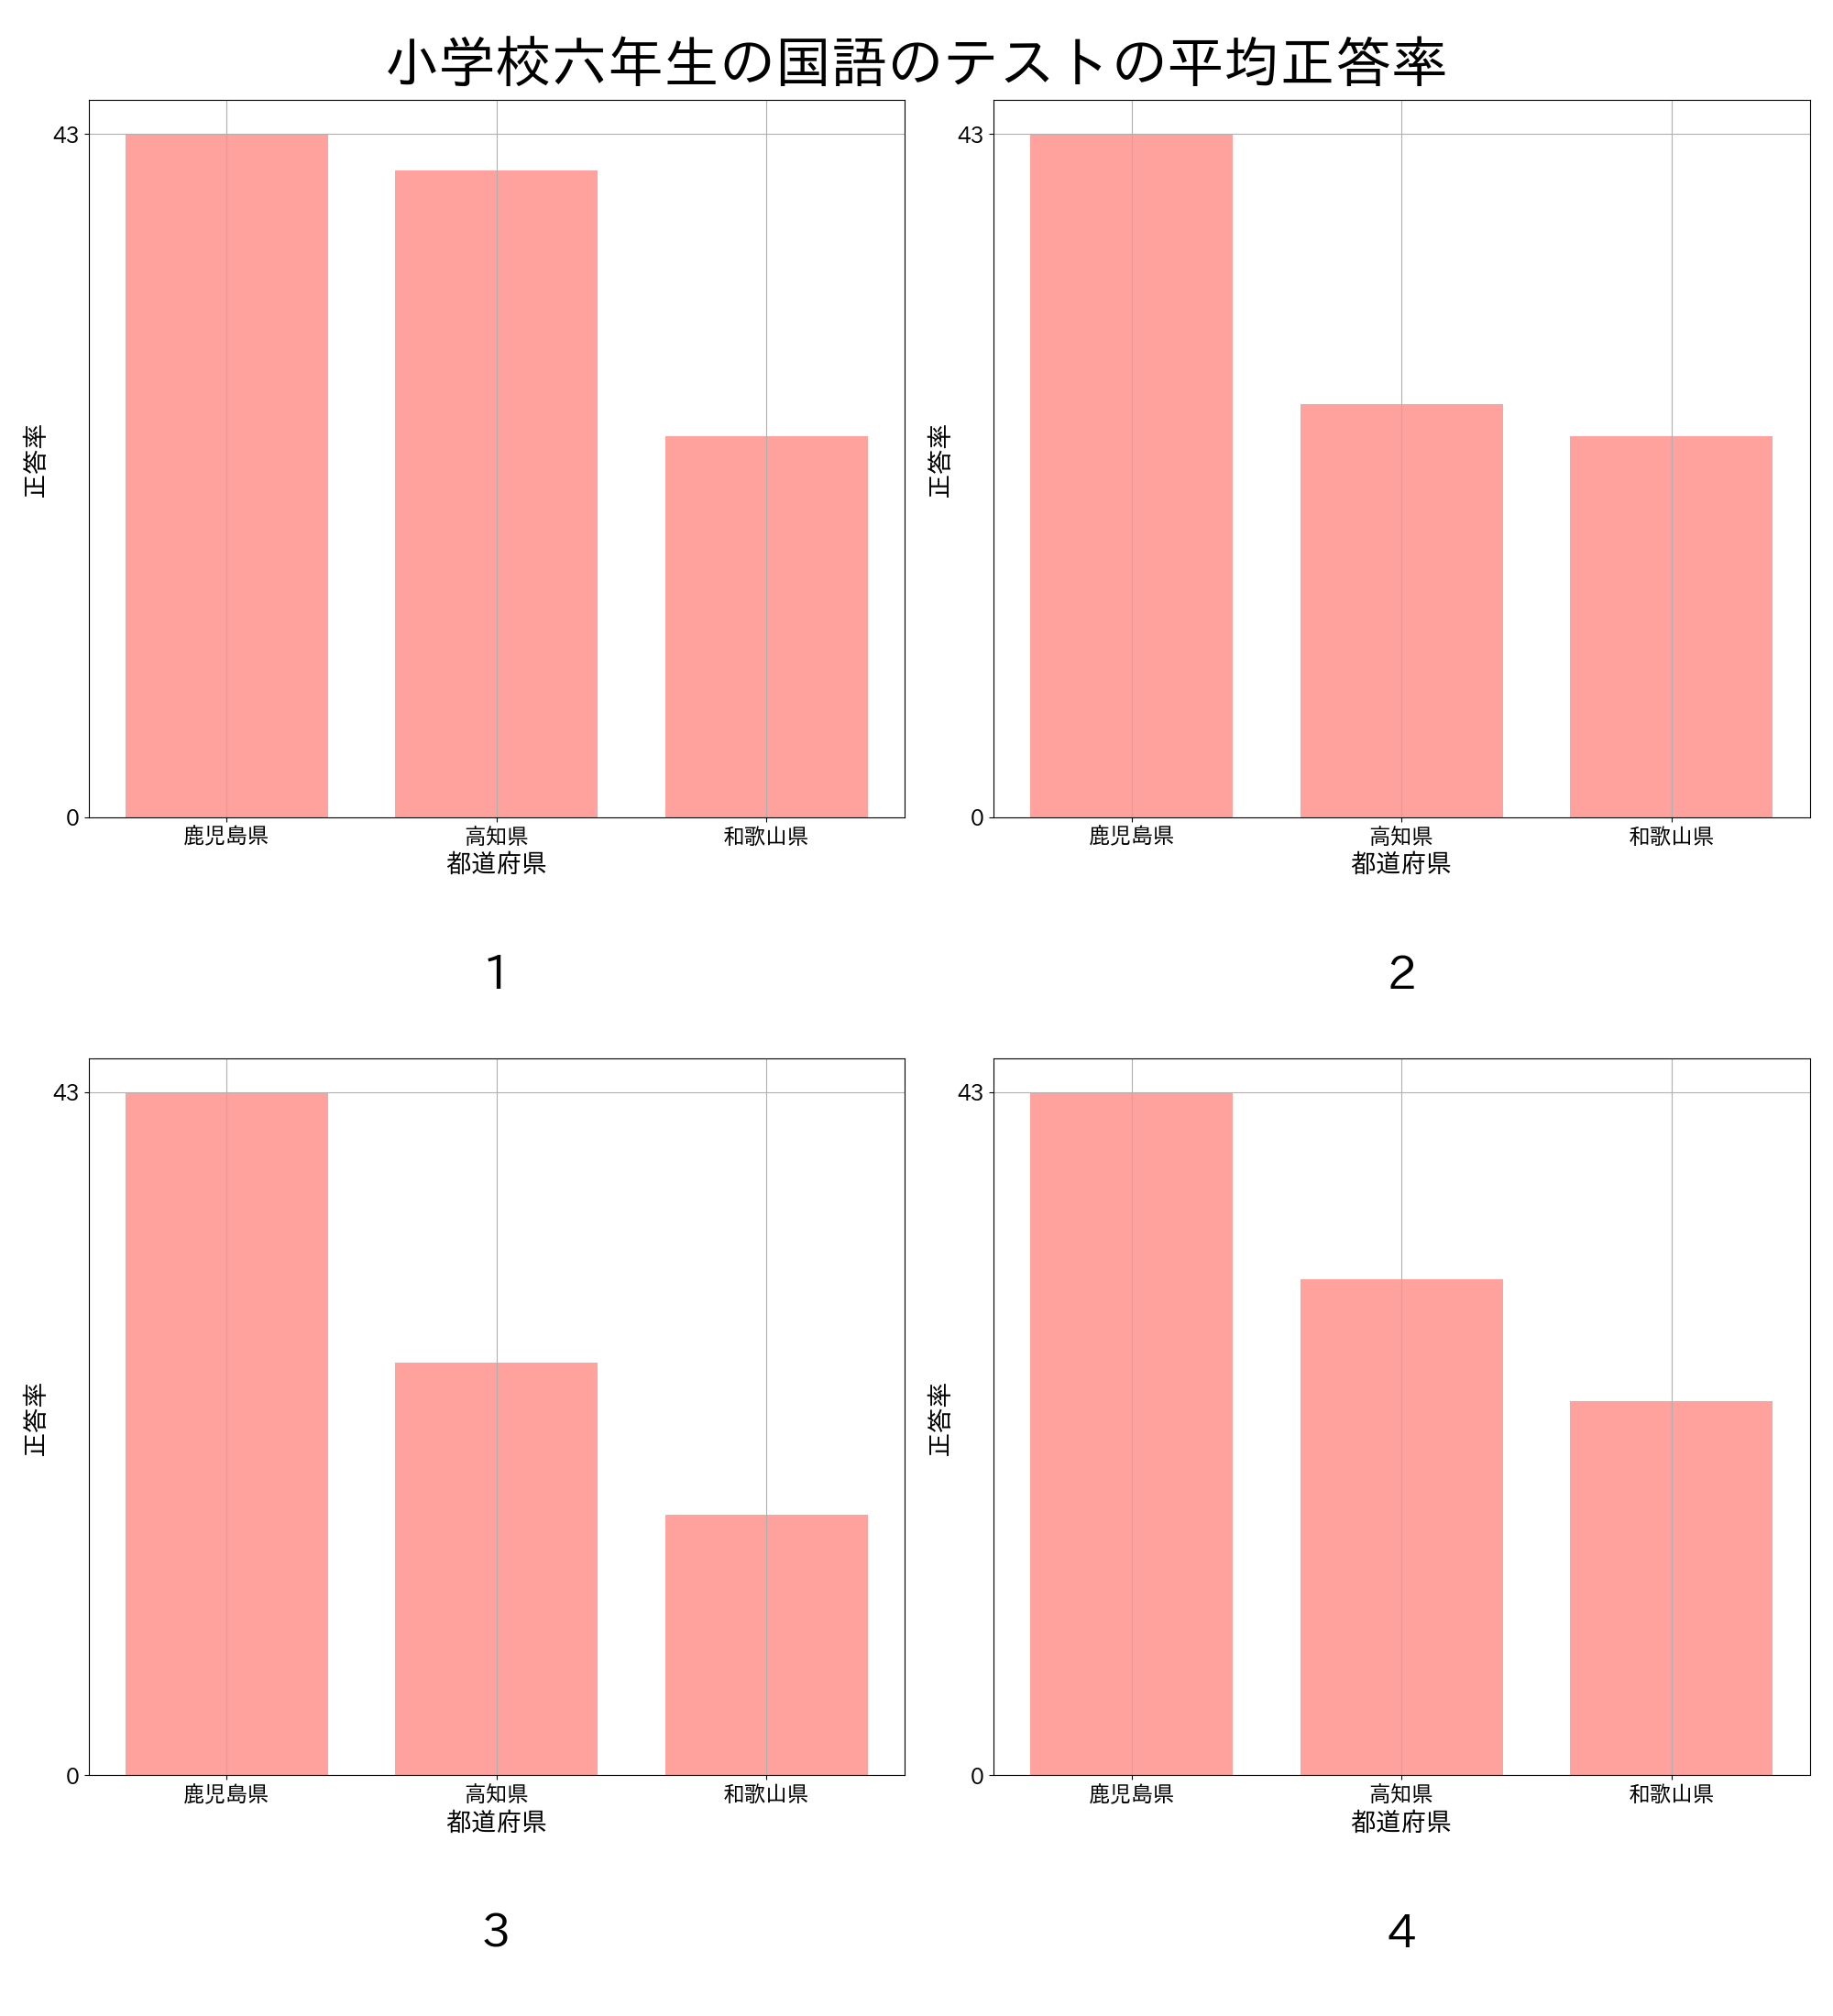 小学校六年生の国語のテストの平均正答率
43
0
正答率
鹿児島県 高知県 和歌山県
都道府県
1
43
0
正答率
鹿児島県 高知県 和歌山県
都道府県
2
43
0
正答率
鹿児島県 高知県 和歌山県
都道府県
3
43
0
正答率
鹿児島県 高知県 和歌山県
都道府県
4